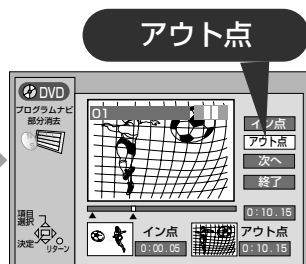 アウト点
DVD
プログラムナビ
部分消去
01
イン点
アウト点
次へ
終了
0:10.15
項目
選択
決定
リターン
イン点
0:00.05
アウト点
0:10.15